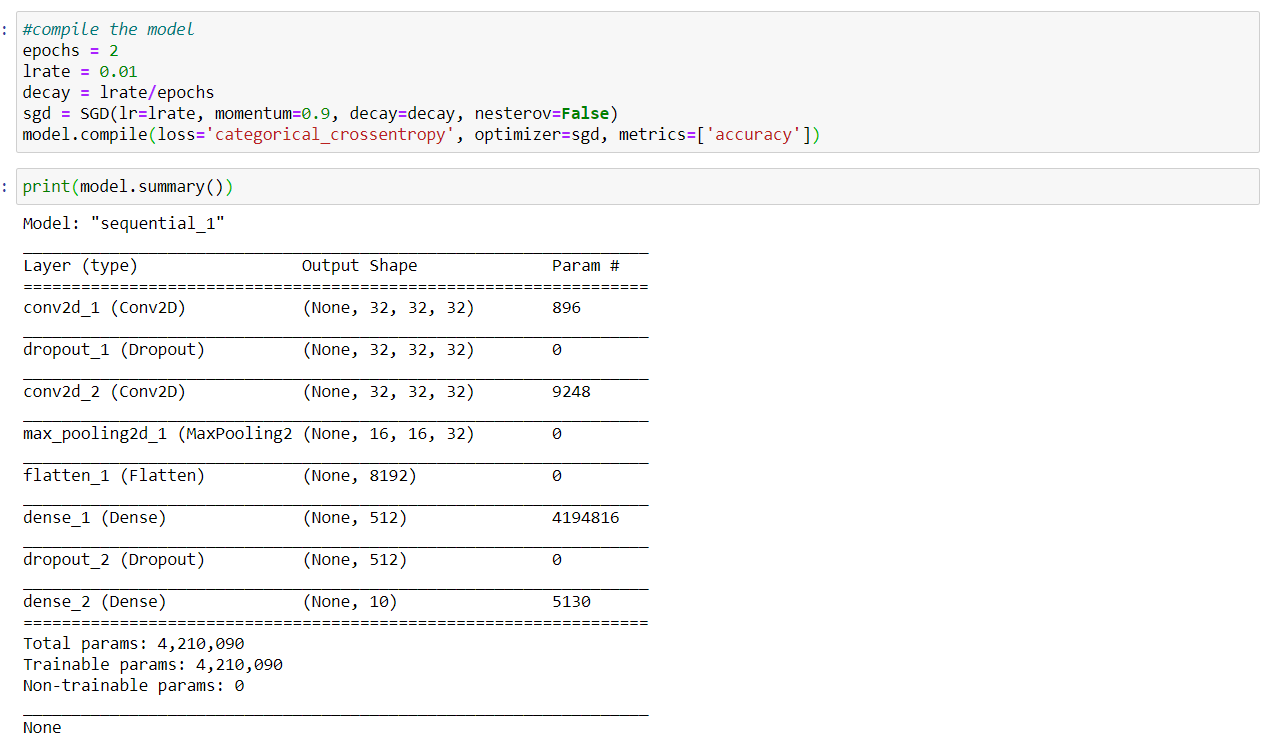 : #compile the model
epochs = 2
lrate = 0.01
decay = lrate/epochs
sgd = SGD(lr=lrate, momentum=0.9, decay=decay, nesterov=False)
model.compile(loss='categorical_crossentropy', optimizer=sgd, metrics=['accuracy'])
: print(model.summary())
Model: "sequential_1"
_________________________________________________________________
Layer (type)                 Output Shape              Param #
=================================================================
conv2d_1 (Conv2D)            (None, 32, 32, 32)        896
_________________________________________________________________
dropout_1 (Dropout)          (None, 32, 32, 32)        0
_________________________________________________________________
conv2d_2 (Conv2D)            (None, 32, 32, 32)        9248
_________________________________________________________________
max_pooling2d_1 (MaxPooling2 (None, 16, 16, 32)        0
_________________________________________________________________
flatten_1 (Flatten)          (None, 8192)              0
_________________________________________________________________
dense_1 (Dense)              (None, 512)               4194816
_________________________________________________________________
dropout_2 (Dropout)          (None, 512)               0
_________________________________________________________________
dense_2 (Dense)              (None, 10)                5130
=================================================================
Total params: 4,210,090
Trainable params: 4,210,090
Non-trainable params: 0
_________________________________________________________________
None